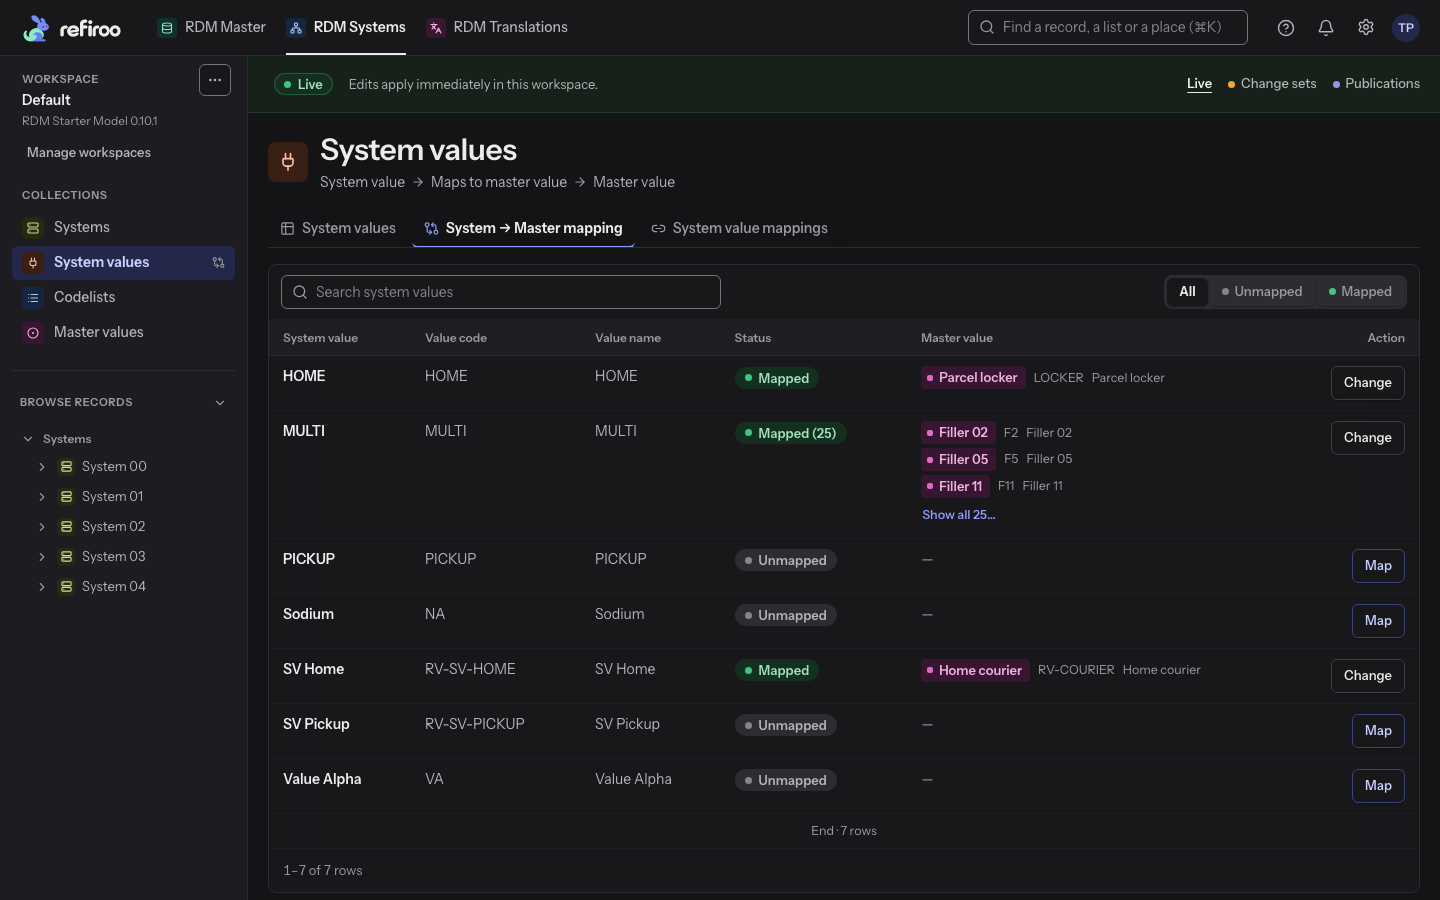 refiroo
RDM Master
RDM Systems
RDM Translations
Find a record, a list or a place (⌘K)
TP
WORKSPACE
Default
RDM Starter Model 0.10.1
Manage workspaces
COLLECTIONS
Systems
System values
Codelists
Master values
BROWSE RECORDS
Systems
System 00
System 01
System 02
System 03
System 04
Live Edits apply immediately in this workspace.
Live Change sets Publications
System values
System value → Maps to master value → Master value
System values System → Master mapping System value mappings
Search system values
All Unmapped Mapped
System value Value code Value name Status Master value Action
HOME HOME HOME Mapped Parcel locker LOCKER Parcel locker Change
MULTI MULTI MULTI Mapped (25) Filler 02 F2 Filler 02 Change
Filler 05 F5 Filler 05
Filler 11 F11 Filler 11
Show all 25…
PICKUP PICKUP PICKUP Unmapped — Map
Sodium NA Sodium Unmapped — Map
SV Home RV-SV-HOME SV Home Mapped Home courier RV-COURIER Home courier Change
SV Pickup RV-SV-PICKUP SV Pickup Unmapped — Map
Value Alpha VA Value Alpha Unmapped — Map
End · 7 rows
1–7 of 7 rows